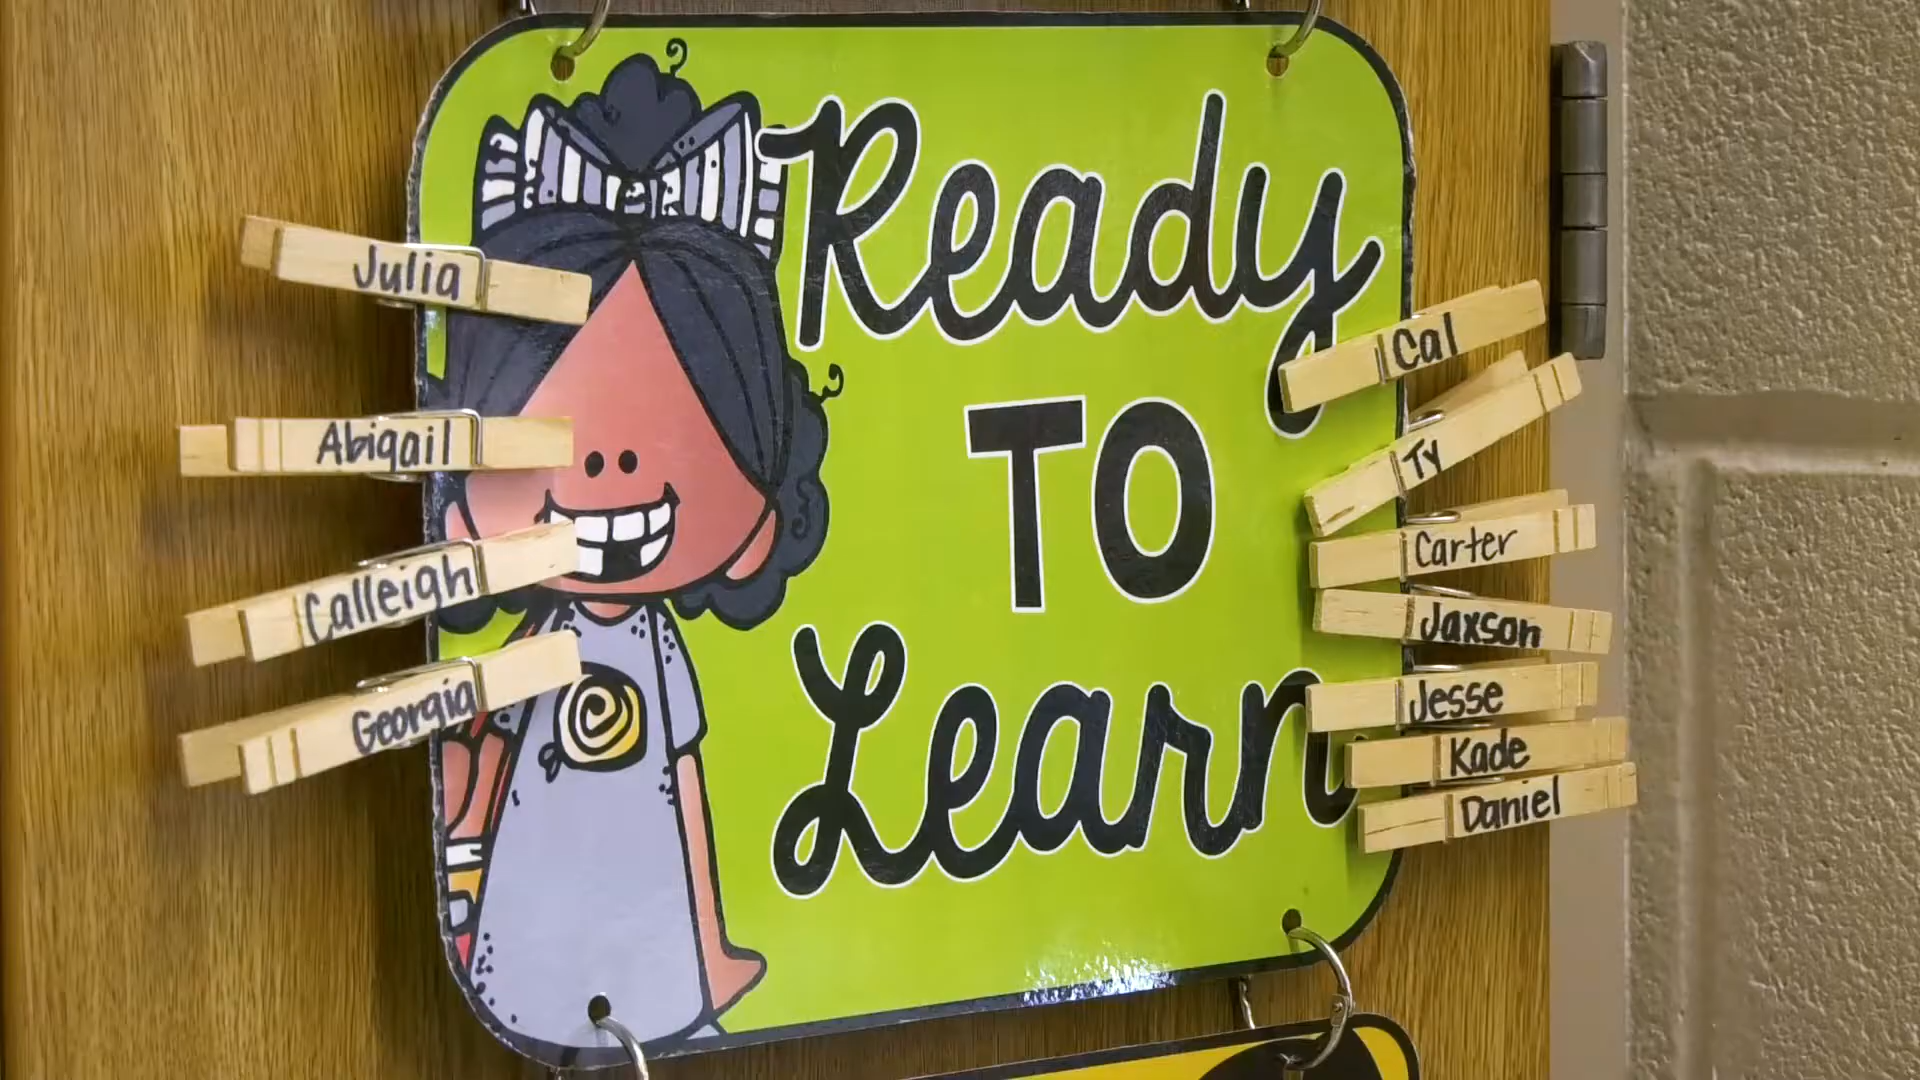 Ready
TO
Learn
Julia
Abigail
Calleigh
Georgia
Cal
Ty
Carter
Jaxson
Jesse
Kade
Daniel